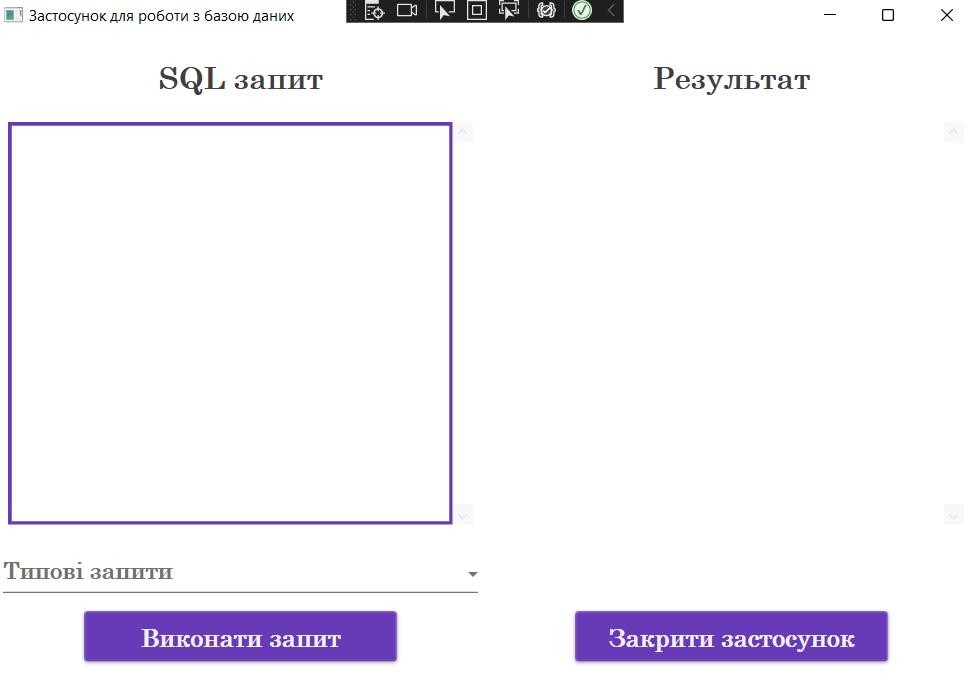 Застосунок для роботи з базою даних
SQL запит
Результат
Типові запити
Виконати запит
Закрити застосунок